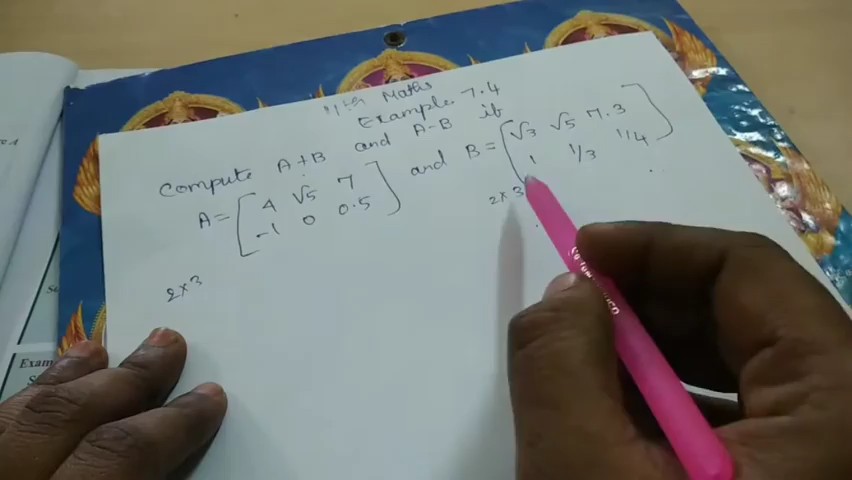 11th Maths
Example 7.4
Compute A+B and A-B if
A = [ 4 √5 7
-1 0 0.5 ] and B = [ √3 √5 7.3
1 1/3 1/4 ]
2×3
2×3